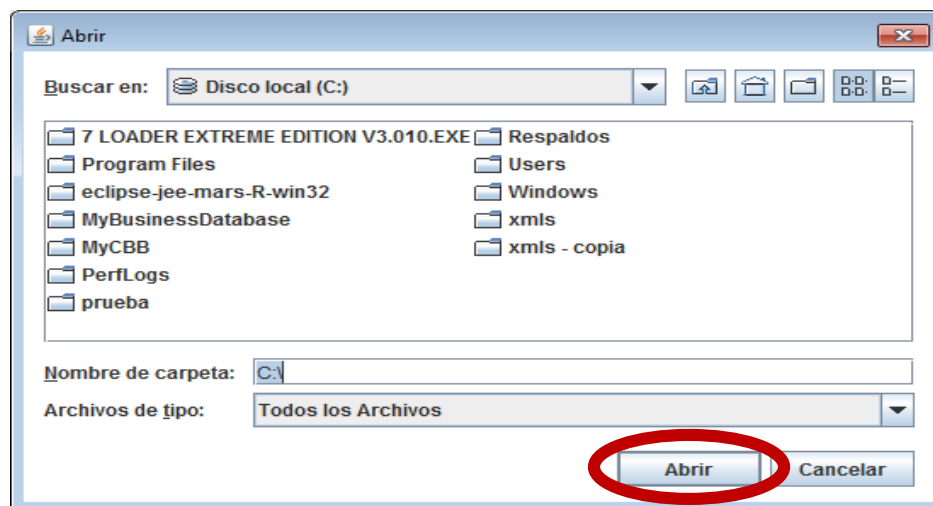 Abrir
Buscar en: Disco local (C:)
7 LOADER EXTREME EDITION V3.010.EXE Respaldos
Program Files Users
eclipse-jee-mars-R-win32 Windows
MyBusinessDatabase xmls
MyCBB xmls - copia
PerfLogs
prueba
Nombre de carpeta: C:\
Archivos de tipo: Todos los Archivos
Abrir Cancelar